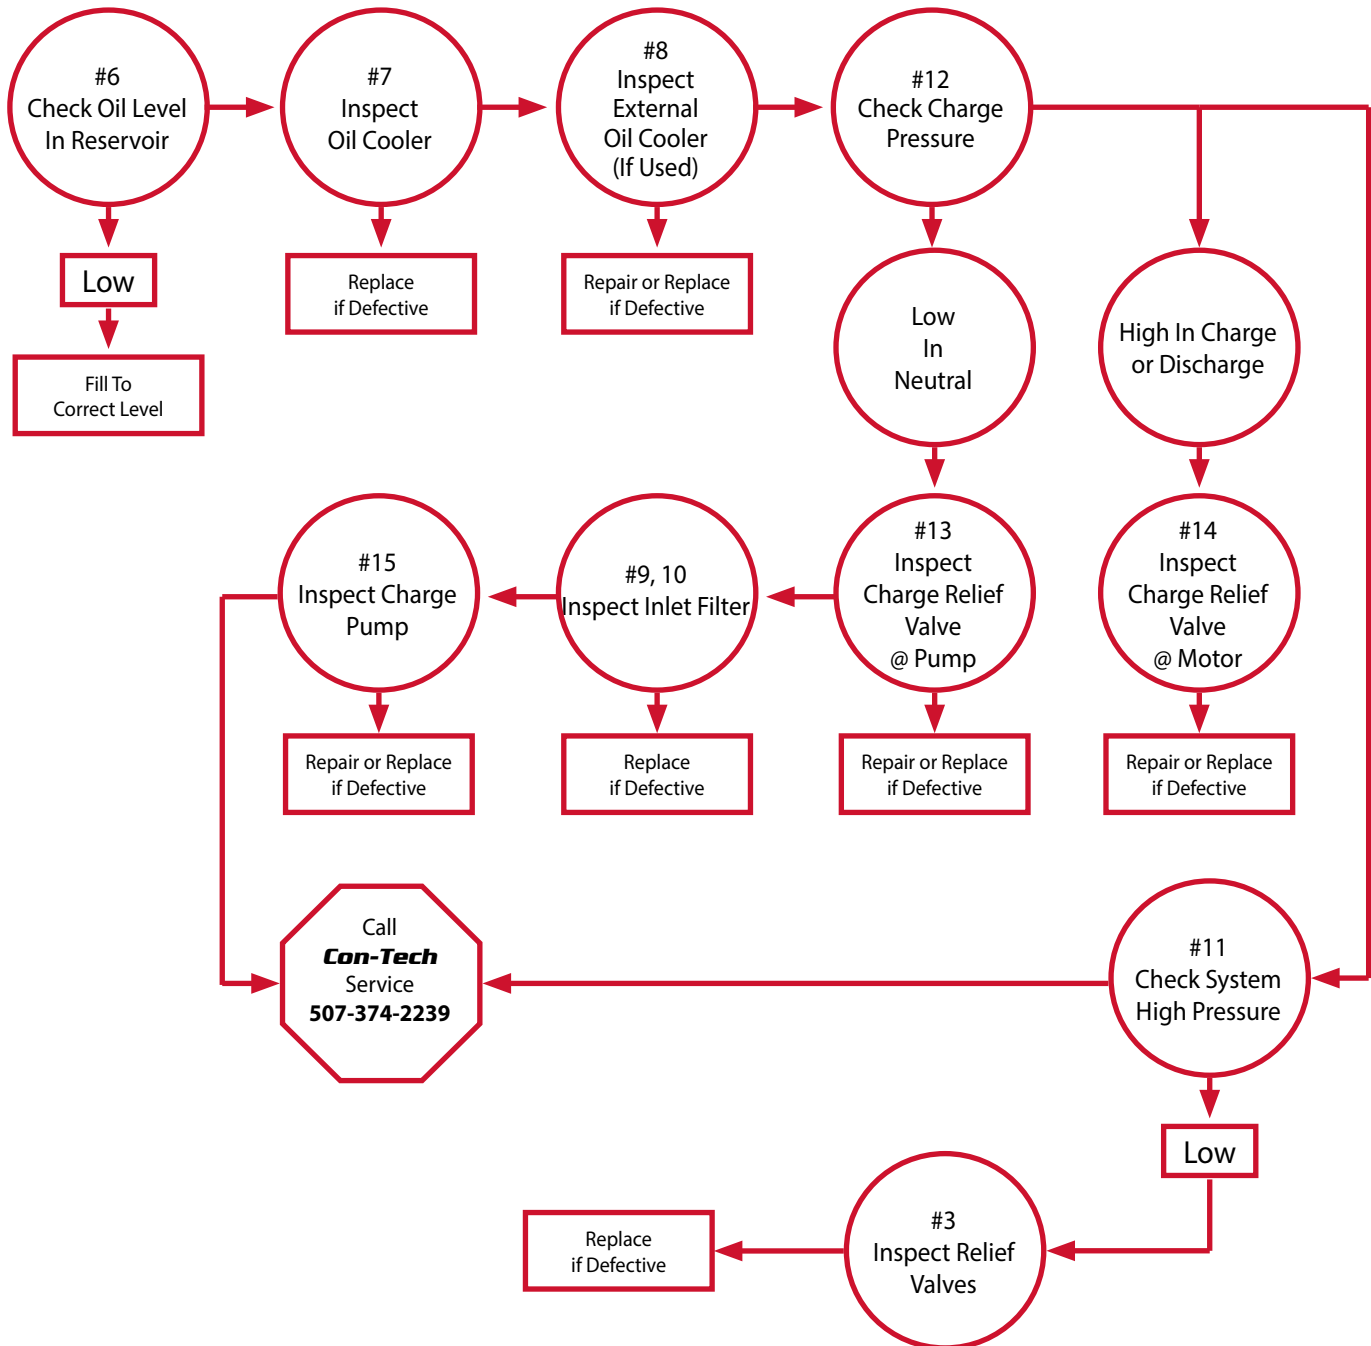 #6
Check Oil Level
In Reservoir
#7
Inspect
Oil Cooler
#8
Inspect
External
Oil Cooler
(If Used)
#12
Check Charge
Pressure
Low
Fill To
Correct Level
Replace
if Defective
Repair or Replace
if Defective
Low
In
Neutral
High In Charge
or Discharge
#15
Inspect Charge
Pump
#9, 10
Inspect Inlet Filter
#13
Inspect
Charge Relief
Valve
@ Pump
#14
Inspect
Charge Relief
Valve
@ Motor
Repair or Replace
if Defective
Replace
if Defective
Repair or Replace
if Defective
Repair or Replace
if Defective
Call
Con-Tech
Service
507-374-2239
#11
Check System
High Pressure
Low
#3
Inspect Relief
Valves
Replace
if Defective